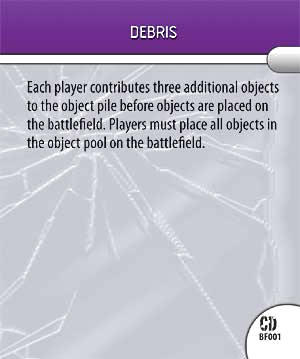 DEBRIS
Each player contributes three additional objects
to the object pile before objects are placed on
the battlefield. Players must place all objects in
the object pool on the battlefield.
CD
BF001